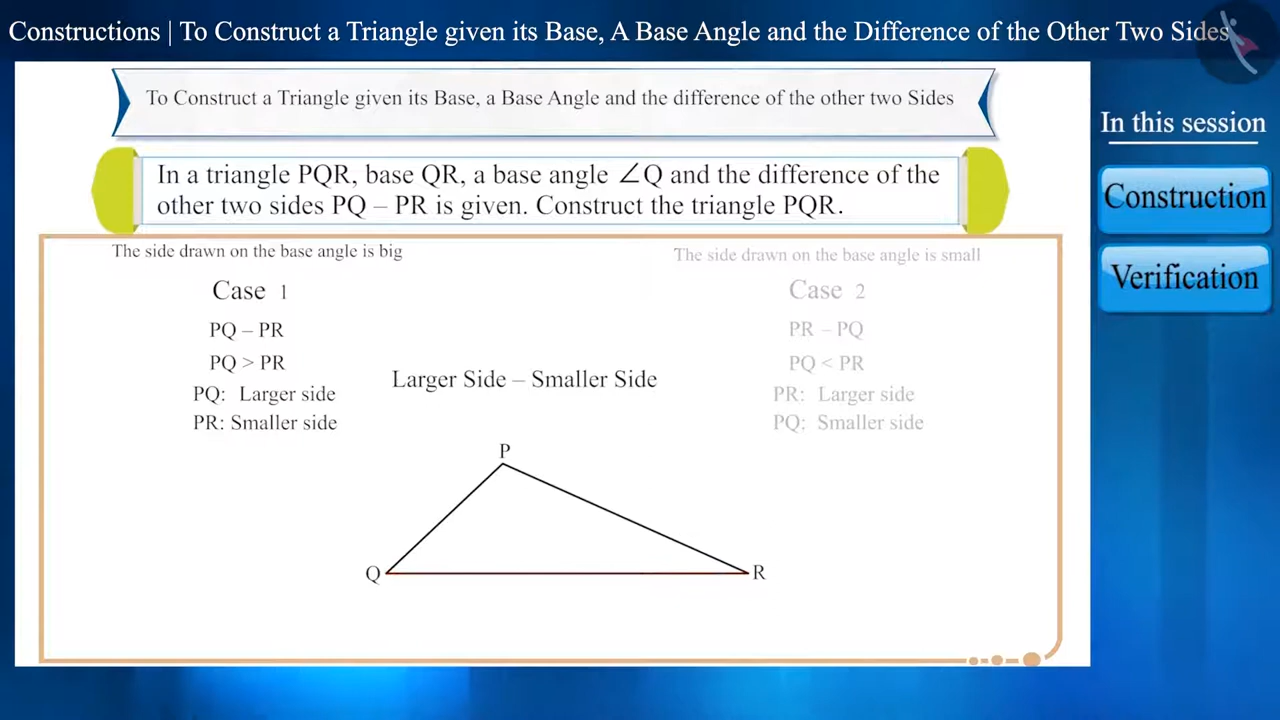 Constructions | To Construct a Triangle given its Base, A Base Angle and the Difference of the Other Two Sides
To Construct a Triangle given its Base, a Base Angle and the difference of the other two Sides
In this session
Construction
Verification
In a triangle PQR, base QR, a base angle ∠Q and the difference of the
other two sides PQ – PR is given. Construct the triangle PQR.
The side drawn on the base angle is big
Case 1
PQ – PR
PQ > PR
PQ: Larger side
PR: Smaller side
Larger Side – Smaller Side
The side drawn on the base angle is small
Case 2
PR – PQ
PQ < PR
PR: Larger side
PQ: Smaller side
P
Q
R